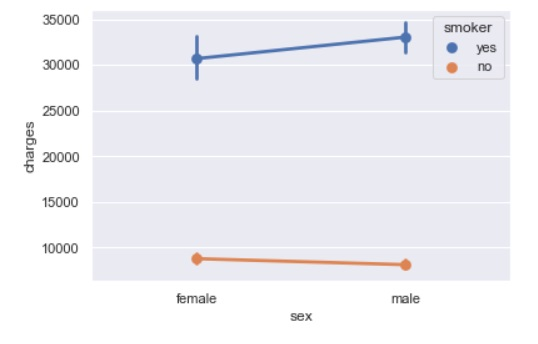 35000
30000
25000
20000
15000
10000
charges
smoker
yes
no
female male
sex